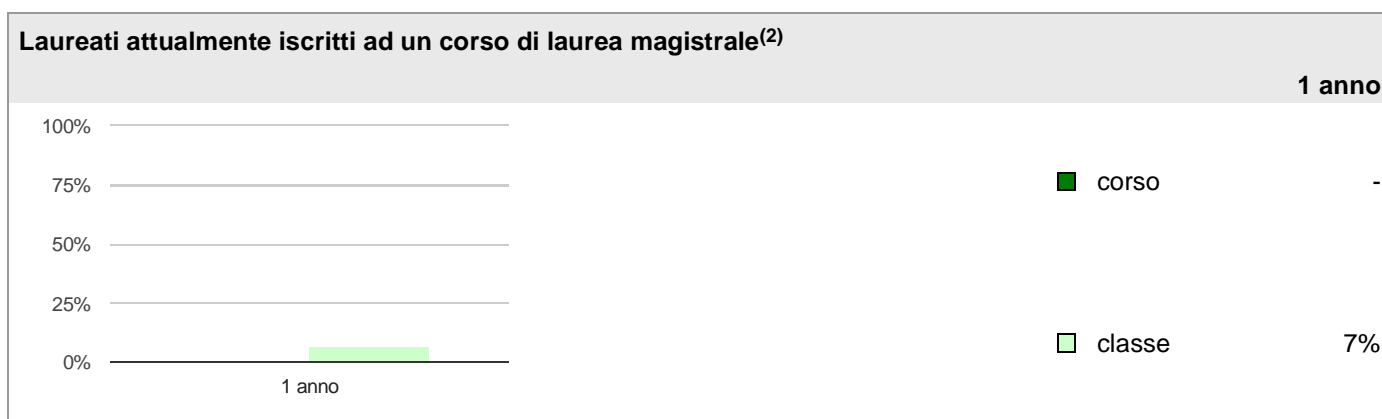 Laureati attualmente iscritti ad un corso di laurea magistrale(2)
1 anno
100%
75%
50%
25%
0%
1 anno
corso -
classe 7%